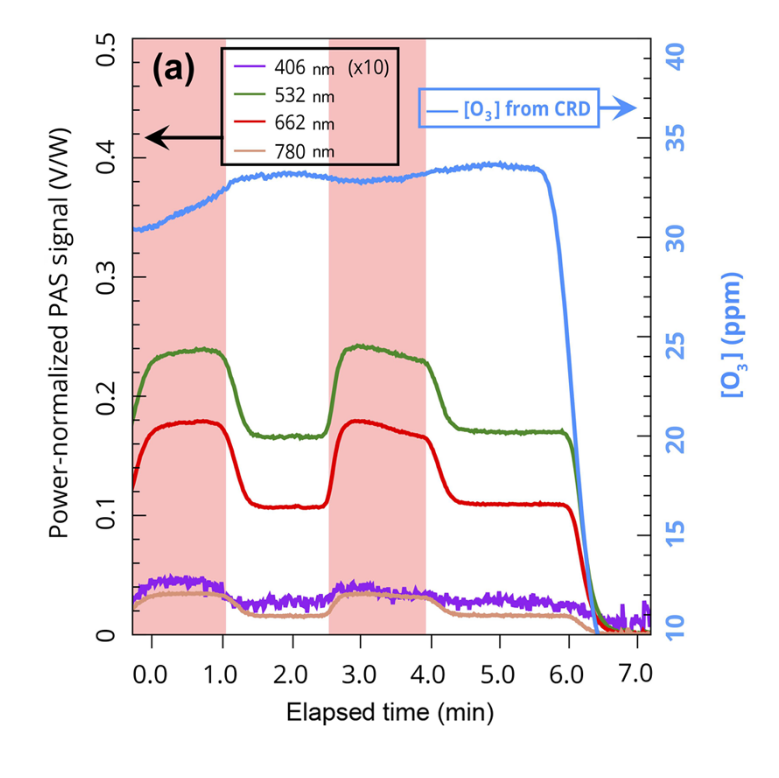 (a)
406 nm (x10)
532 nm
662 nm
780 nm
[O₃] from CRD
Power-normalized PAS signal (V/W)
0.5
0.4
0.3
0.2
0.1
0
40
35
30
25
20
15
10
[O₃] (ppm)
0.0 1.0 2.0 3.0 4.0 5.0 6.0 7.0
Elapsed time (min)